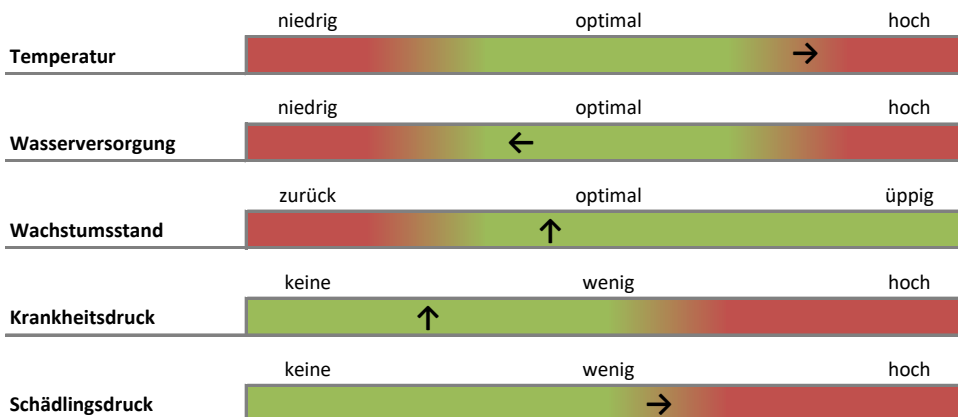 niedrig optimal hoch
Temperatur →
niedrig optimal hoch
Wasserversorgung ←
zurück optimal üppig
Wachstumsstand ↑
keine wenig hoch
Krankheitsdruck ↑
keine wenig hoch
Schädlingsdruck →